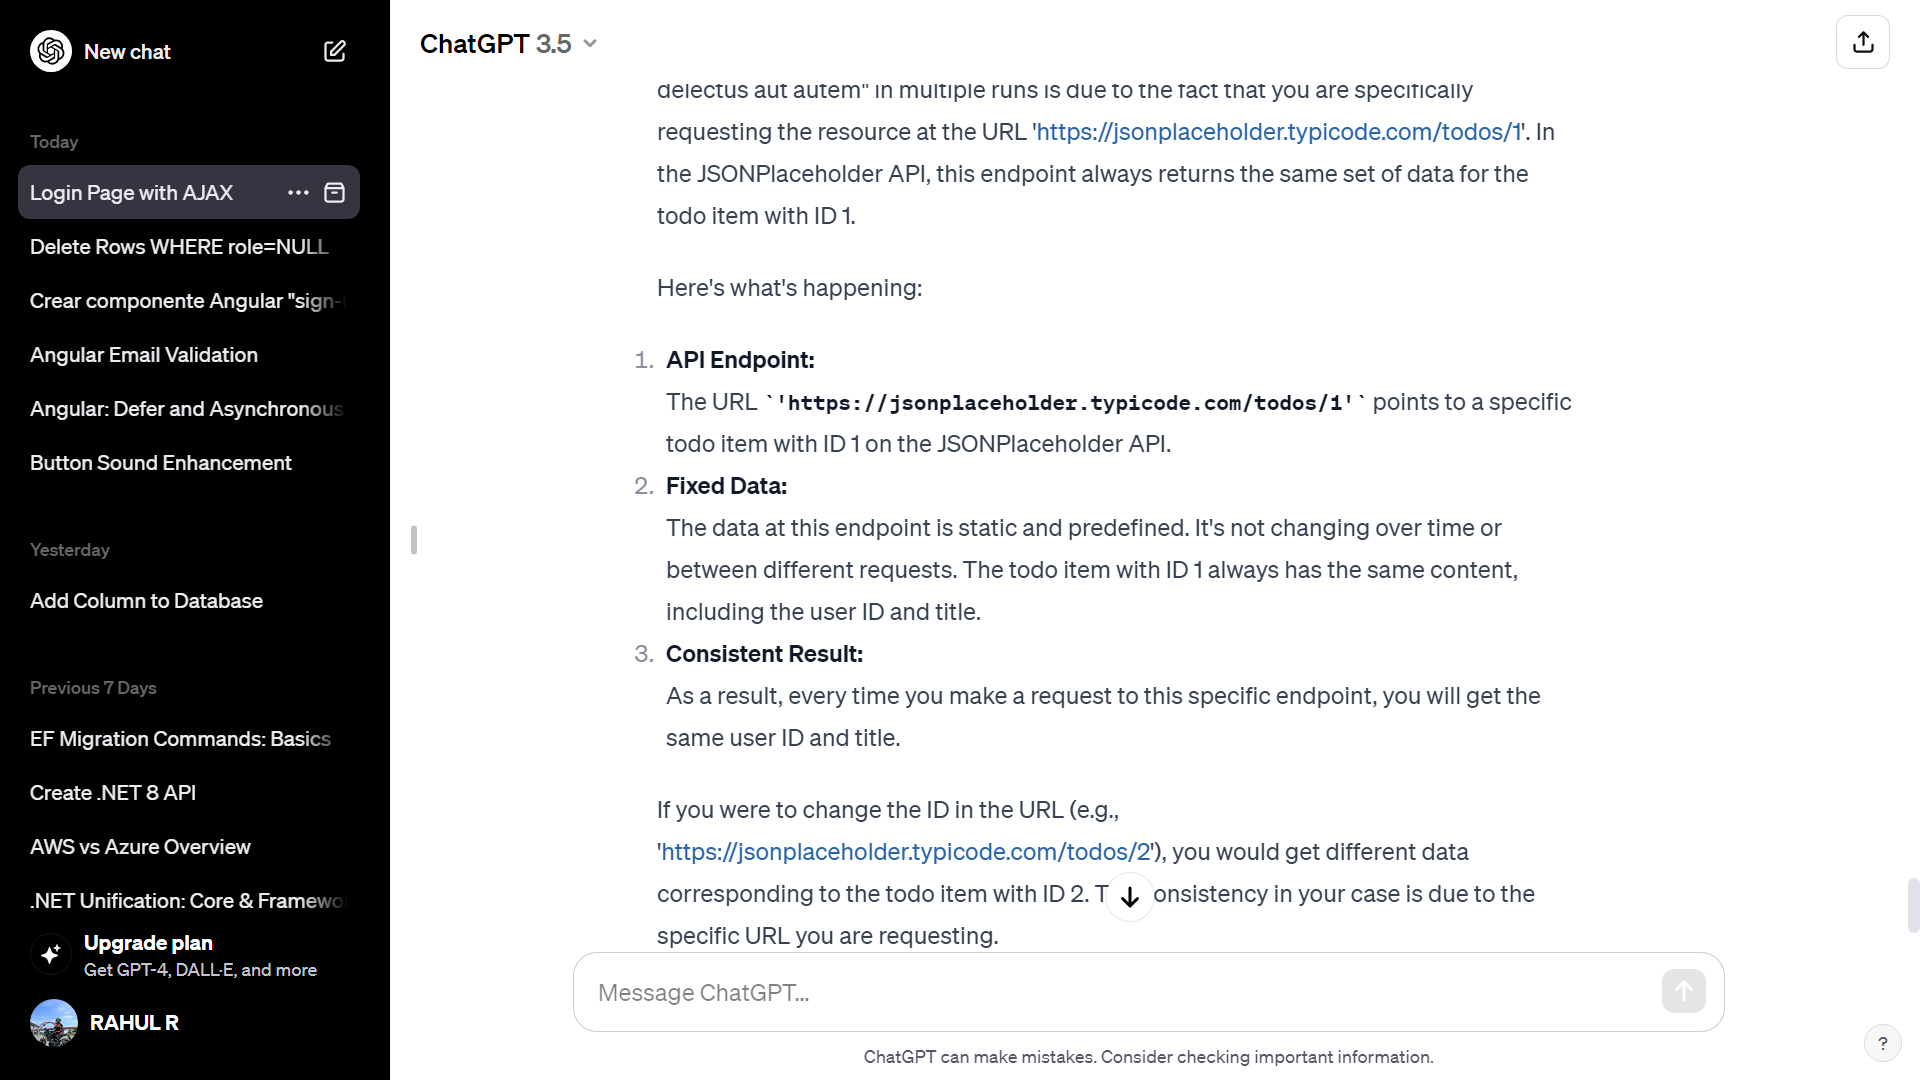 New chat
Today
Login Page with AJAX
Delete Rows WHERE role=NULL
Crear componente Angular "sign-
Angular Email Validation
Angular: Defer and Asynchronous
Button Sound Enhancement
Yesterday
Add Column to Database
Previous 7 Days
EF Migration Commands: Basics
Create .NET 8 API
AWS vs Azure Overview
.NET Unification: Core & Framewo
Upgrade plan
Get GPT-4, DALL·E, and more
RAHUL R
ChatGPT 3.5
delectus aut autem" in multiple runs is due to the fact that you are specifically
requesting the resource at the URL 'https://jsonplaceholder.typicode.com/todos/1'. In
the JSONPlaceholder API, this endpoint always returns the same set of data for the
todo item with ID 1.
Here's what's happening:
1. API Endpoint:
The URL `'https://jsonplaceholder.typicode.com/todos/1'` points to a specific
todo item with ID 1 on the JSONPlaceholder API.
2. Fixed Data:
The data at this endpoint is static and predefined. It's not changing over time or
between different requests. The todo item with ID 1 always has the same content,
including the user ID and title.
3. Consistent Result:
As a result, every time you make a request to this specific endpoint, you will get the
same user ID and title.
If you were to change the ID in the URL (e.g.,
'https://jsonplaceholder.typicode.com/todos/2'), you would get different data
corresponding to the todo item with ID 2. T onsistency in your case is due to the
specific URL you are requesting.
Message ChatGPT...
ChatGPT can make mistakes. Consider checking important information.
?